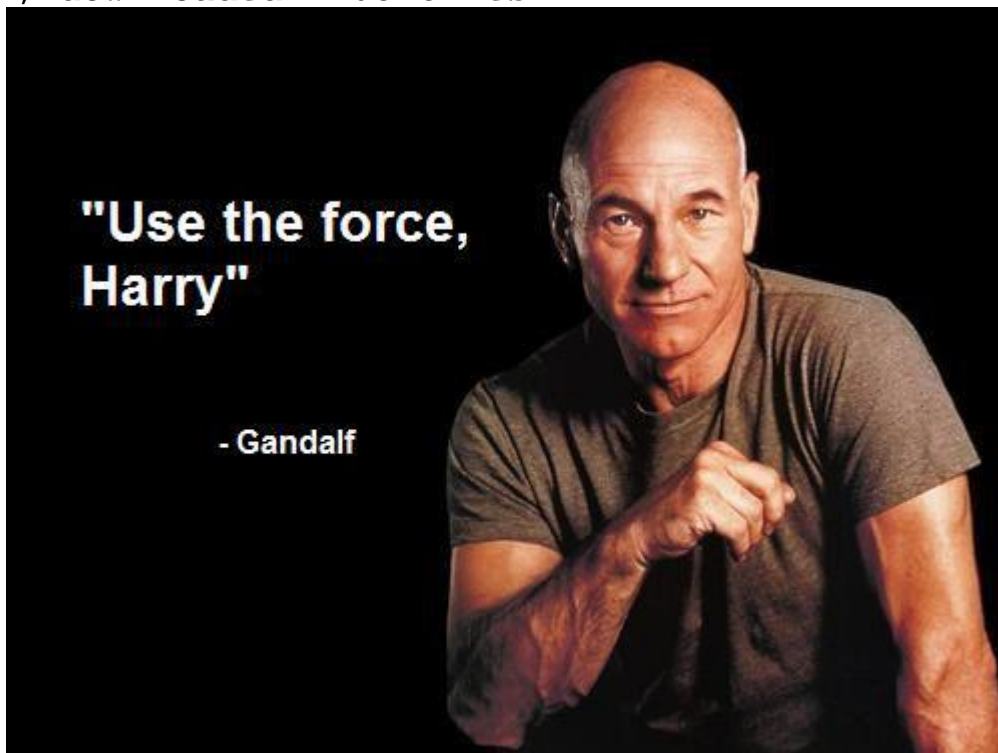 "Use the force,
Harry"
- Gandalf